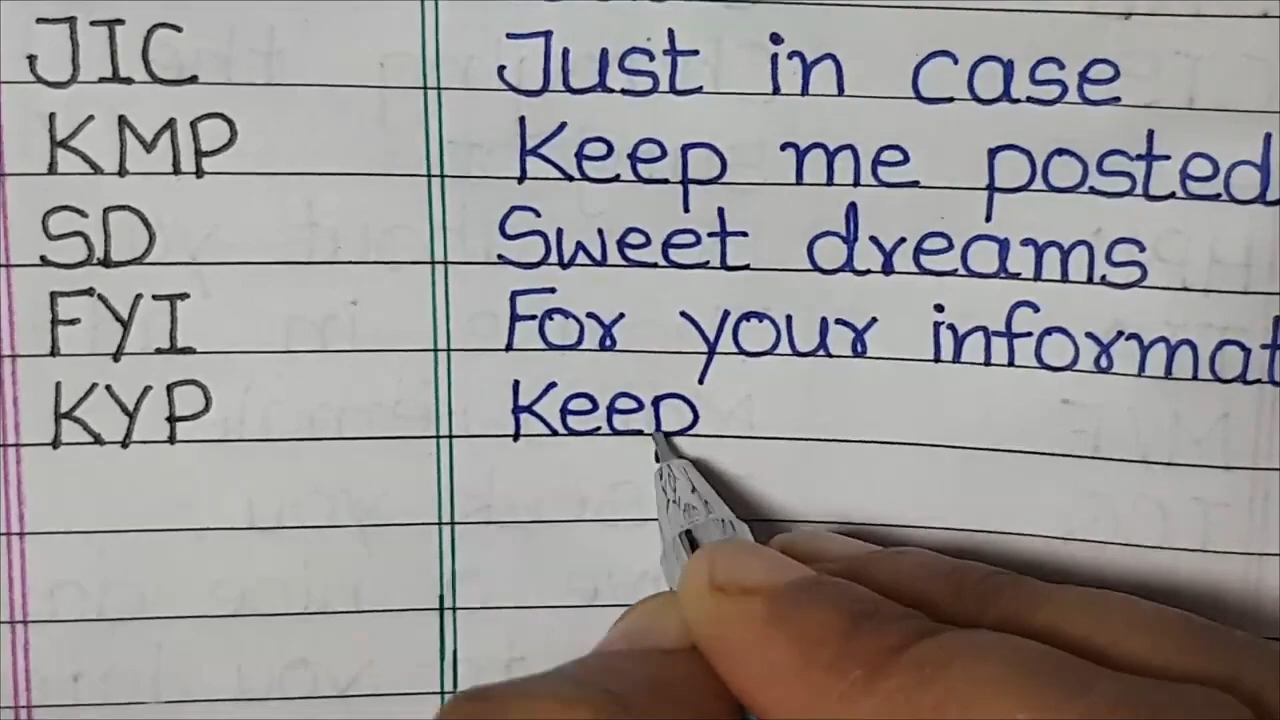 JIC Just in case
KMP Keep me posted
SD Sweet dreams
FYI For your informat
KYP Keep